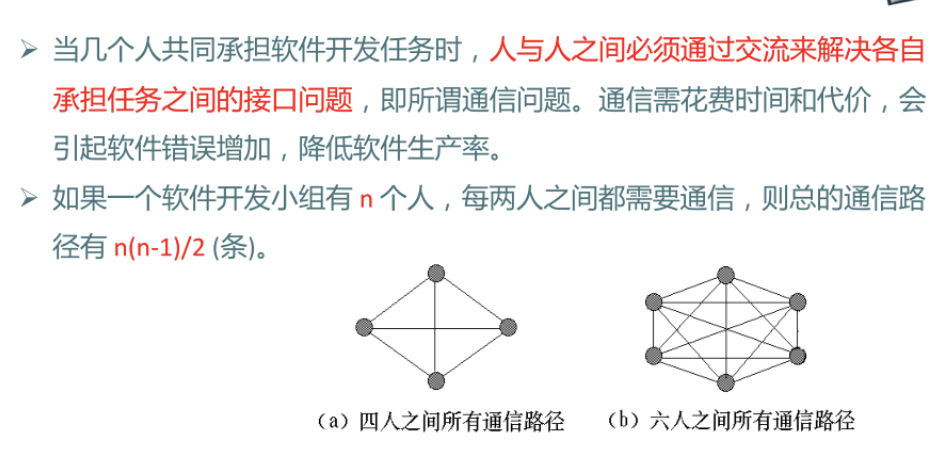 当几个人共同承担软件开发任务时，人与人之间必须通过交流来解决各自
承担任务之间的接口问题，即所谓通信问题。通信需花费时间和代价，会
引起软件错误增加，降低软件生产率。
如果一个软件开发小组有 n 个人，每两人之间都需要通信，则总的通信路
径有 n(n-1)/2 (条)。
（a）四人之间所有通信路径
（b）六人之间所有通信路径